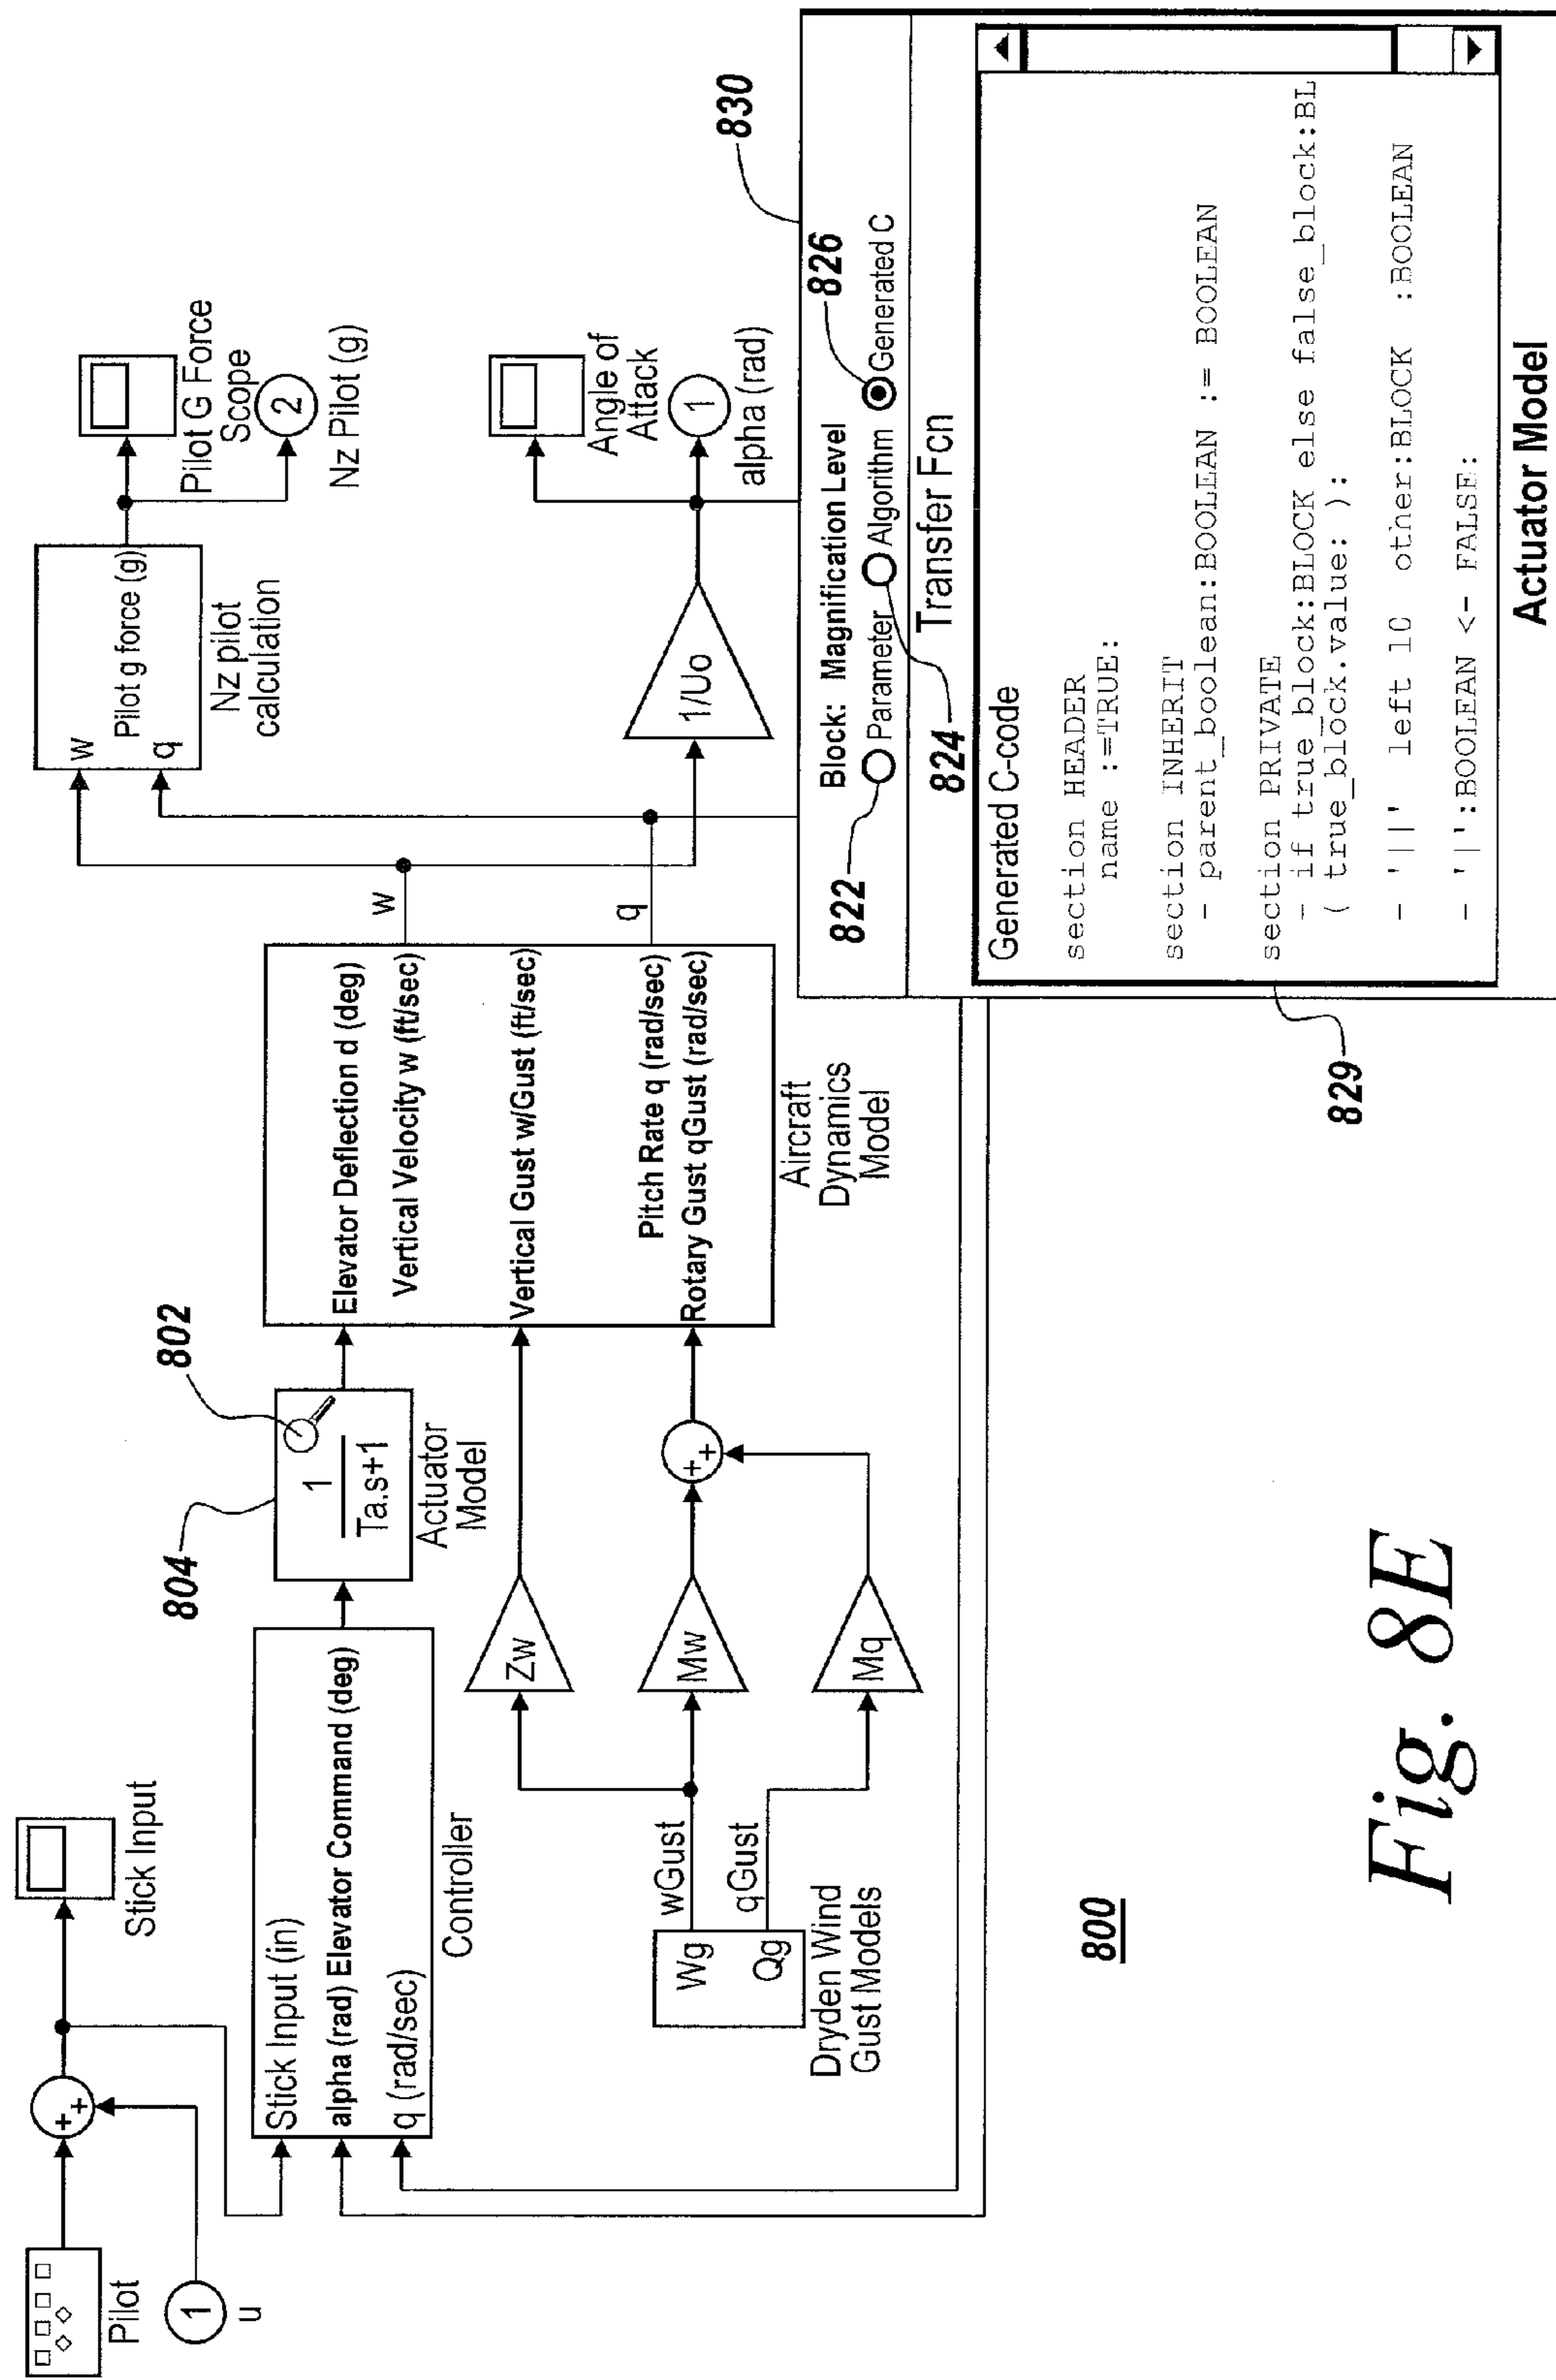 Pilot
1
u
+
+
Stick Input
Stick Input (in)
alpha (rad) Elevator Command (deg)
q (rad/sec)
Controller
804
802
1
Ta.s+1
Actuator
Model
Zw
Mw
Mq
+
+
wGust
qGust
Wg
Qg
Dryden Wind
Gust Models
Elevator Deflection d (deg)
Vertical Velocity w (ft/sec)
Vertical Gust w/Gust (ft/sec)
Pitch Rate q (rad/sec)
Rotary Gust qGust (rad/sec)
Aircraft
Dynamics
Model
w
q
w
q
Pilot g force (g)
Nz pilot
calculation
Pilot G Force
Scope
2
Nz Pilot (g)
1/Uo
Angle of
Attack
1
alpha (rad)
830
Block: Magnification Level
822
826
Parameter
Algorithm
Generated C
824
Transfer Fcn
Generated C-code
section HEADER
name :=TRUE:
section INHERIT
- parent_boolean:BOOLEAN := BOOLEAN
section PRIVATE
- if true_block:BLOCK else false_block:BL
( true_block.value: ):
- '||' left 10 other:BLOCK :BOOLEAN
- '|':BOOLEAN <- FALSE:
829
Actuator Model
800
Fig. 8E